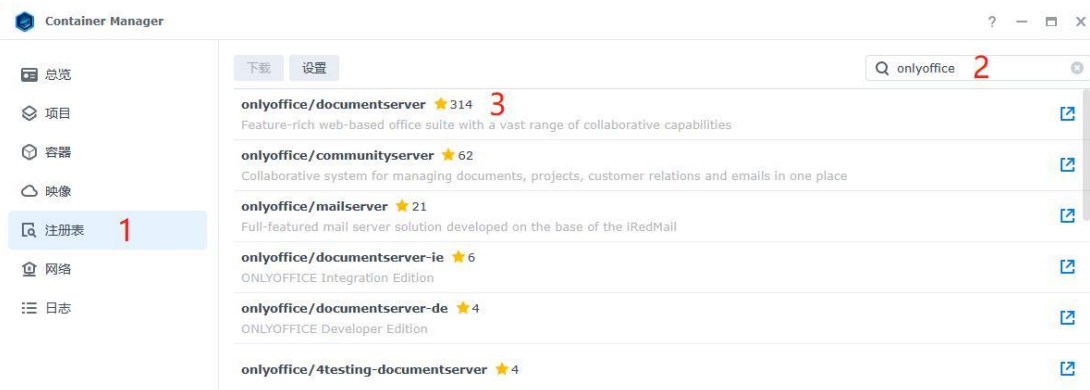 Container Manager
?
总览
项目
容器
映像
注册表 1
网络
日志
下载 设置
onlyoffice 2
onlyoffice/documentserver 314 3
Feature-rich web-based office suite with a vast range of collaborative capabilities
onlyoffice/communityserver 62
Collaborative system for managing documents, projects, customer relations and emails in one place
onlyoffice/mailserver 21
Full-featured mail server solution developed on the base of the iRedMail
onlyoffice/documentserver-ie 6
ONLYOFFICE Integration Edition
onlyoffice/documentserver-de 4
ONLYOFFICE Developer Edition
onlyoffice/4testing-documentserver 4